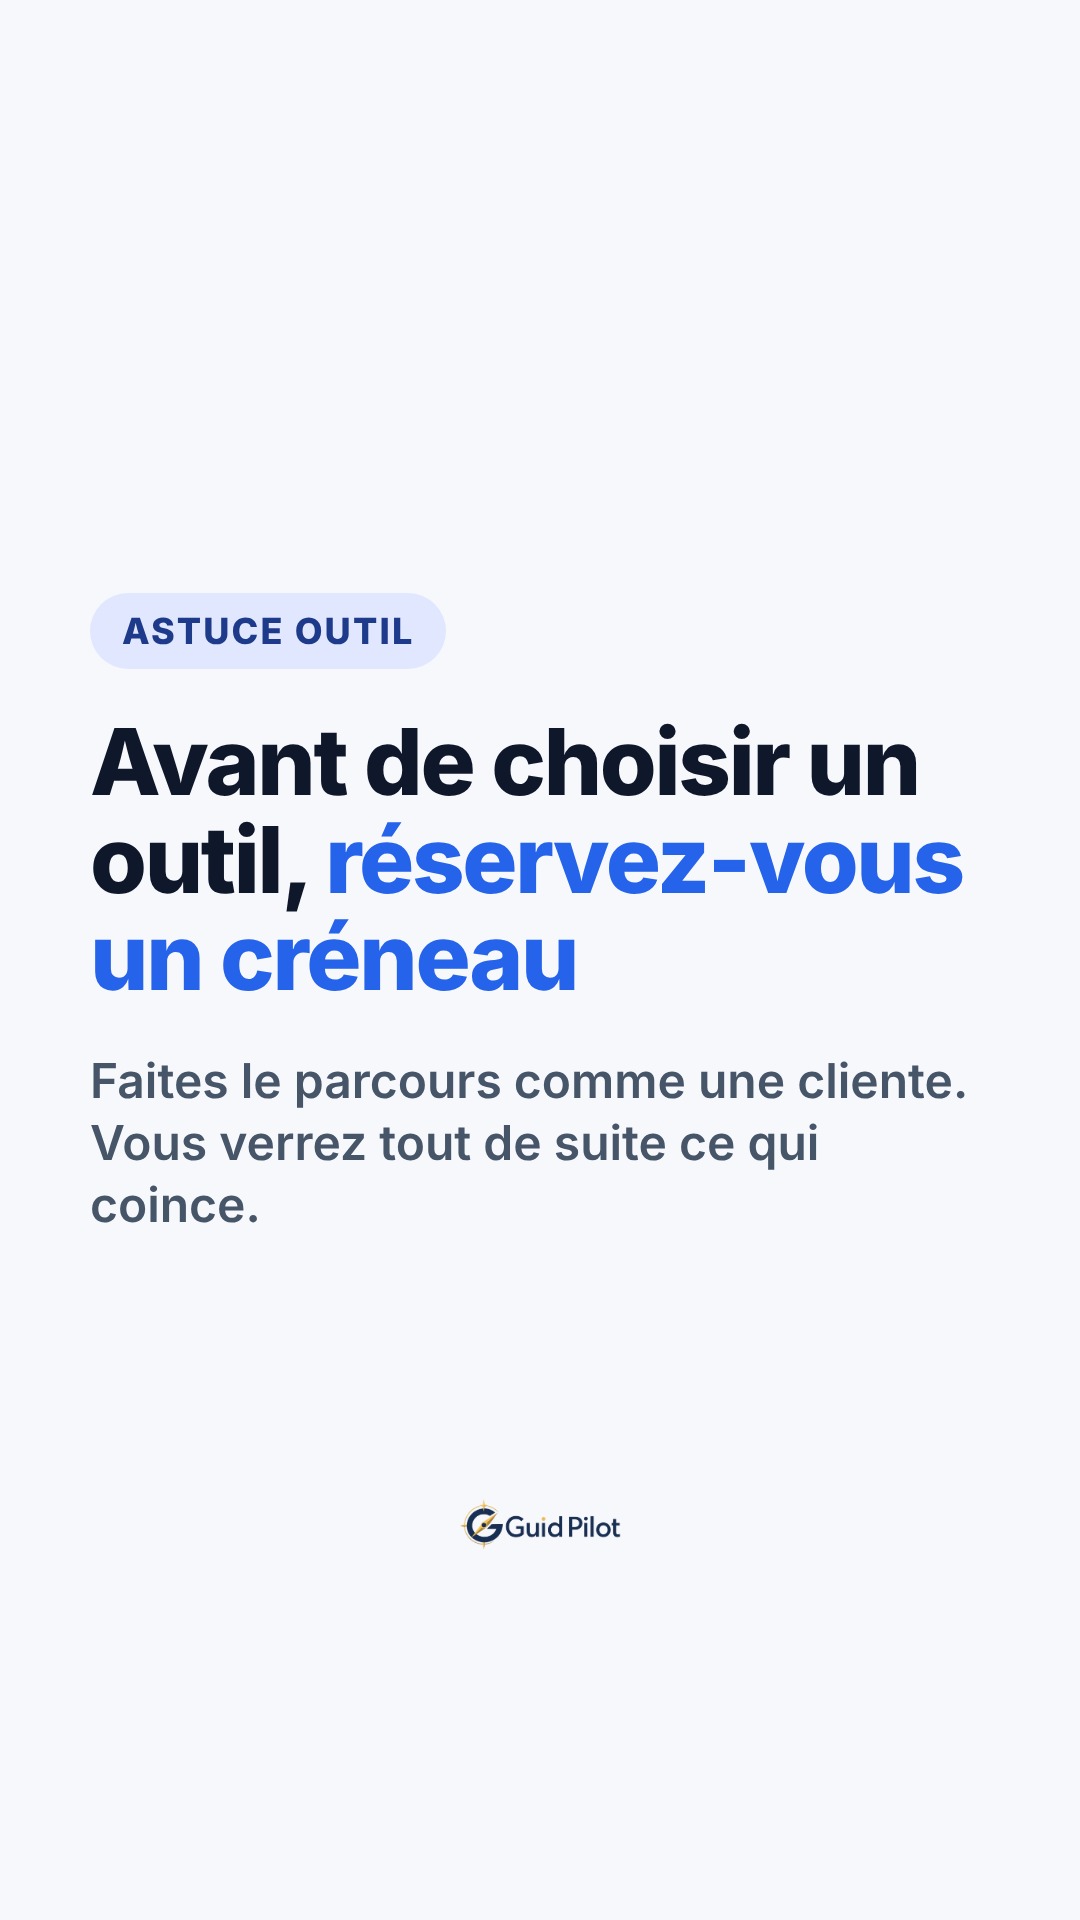 ASTUCE OUTIL
Avant de choisir un
outil, réservez-vous
un créneau
Faites le parcours comme une cliente.
Vous verrez tout de suite ce qui
coince.
Guid Pilot